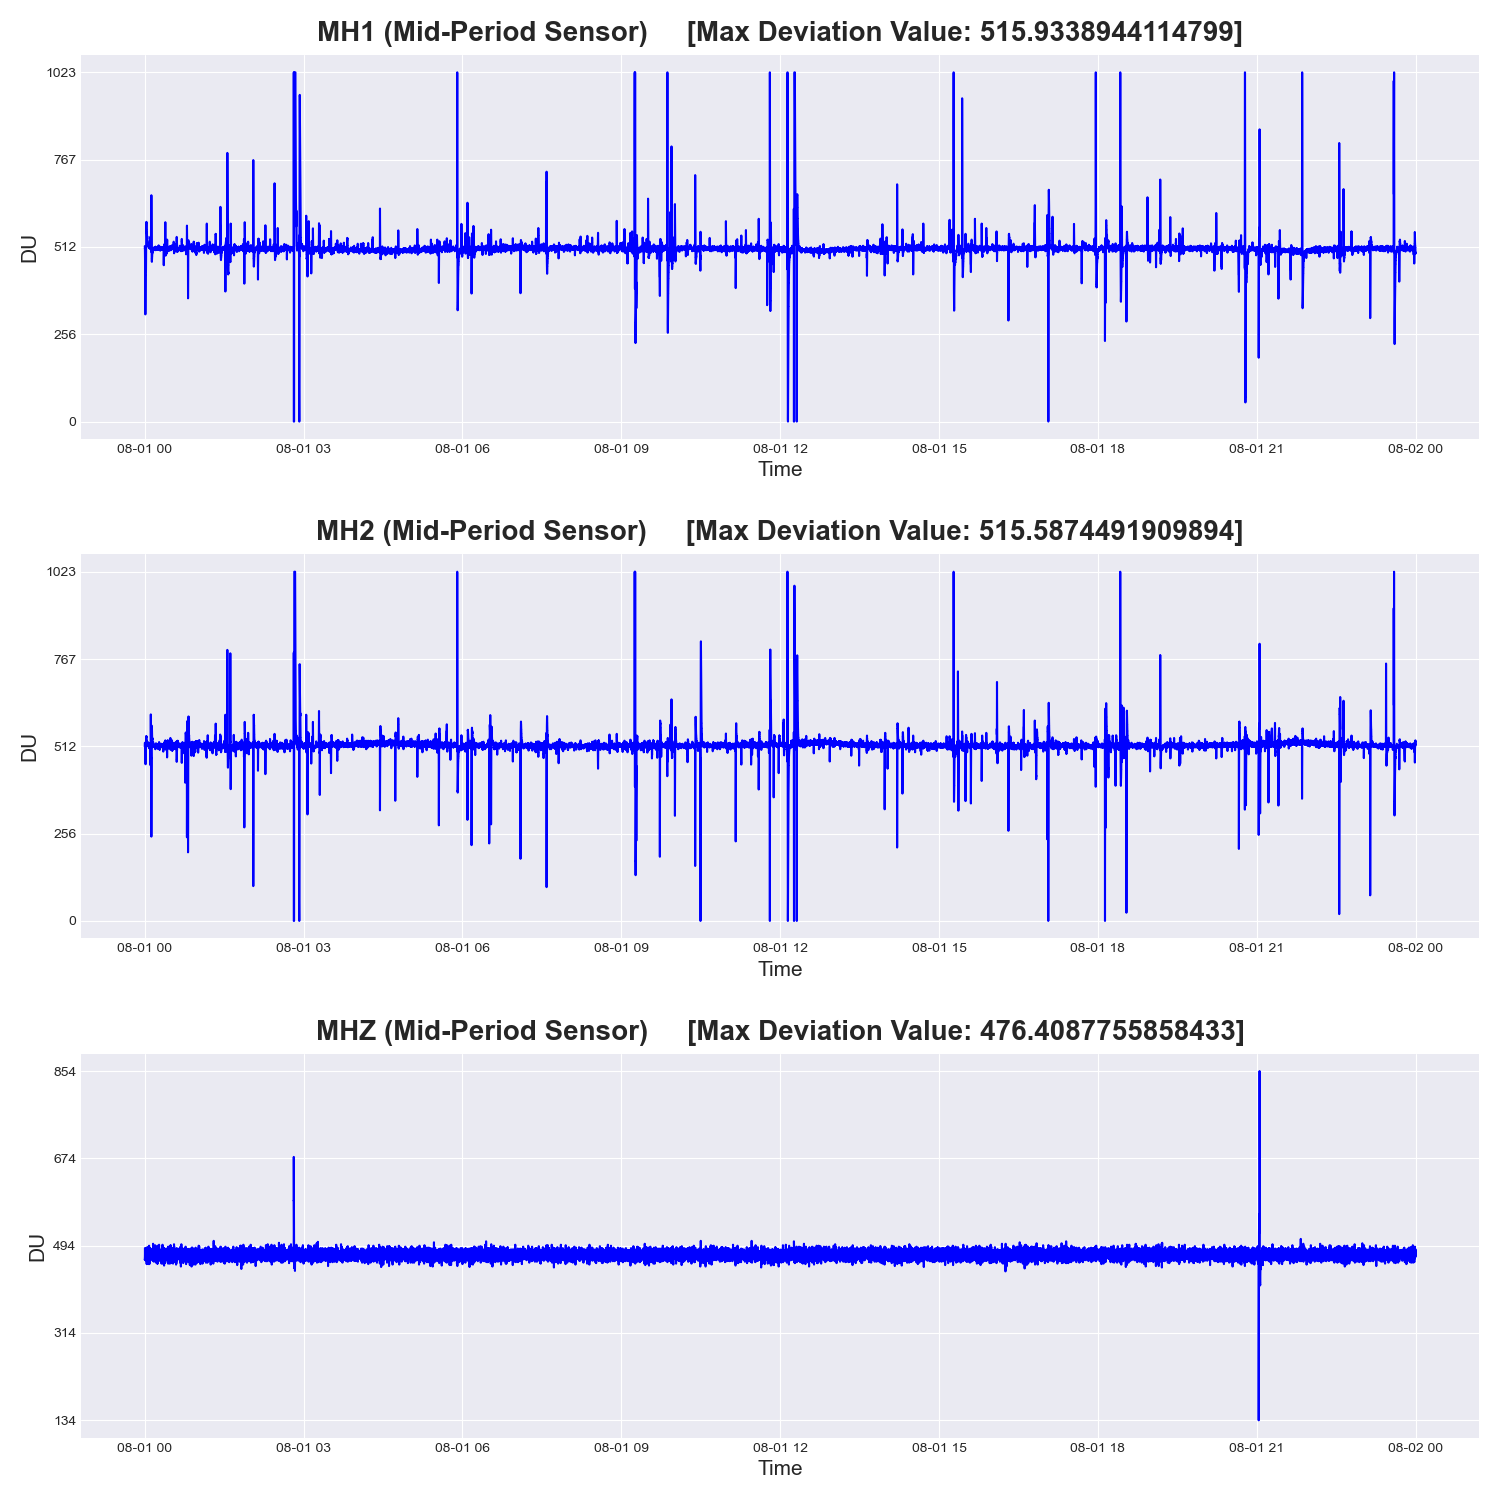 MH1 (Mid-Period Sensor) [Max Deviation Value: 515.9338944114799]
1023
767
512
256
0
DU
08-01 00 08-01 03 08-01 06 08-01 09 08-01 12 08-01 15 08-01 18 08-01 21 08-02 00
Time
MH2 (Mid-Period Sensor) [Max Deviation Value: 515.5874491909894]
1023
767
512
256
0
DU
08-01 00 08-01 03 08-01 06 08-01 09 08-01 12 08-01 15 08-01 18 08-01 21 08-02 00
Time
MHZ (Mid-Period Sensor) [Max Deviation Value: 476.4087755858433]
854
674
494
314
134
DU
08-01 00 08-01 03 08-01 06 08-01 09 08-01 12 08-01 15 08-01 18 08-01 21 08-02 00
Time